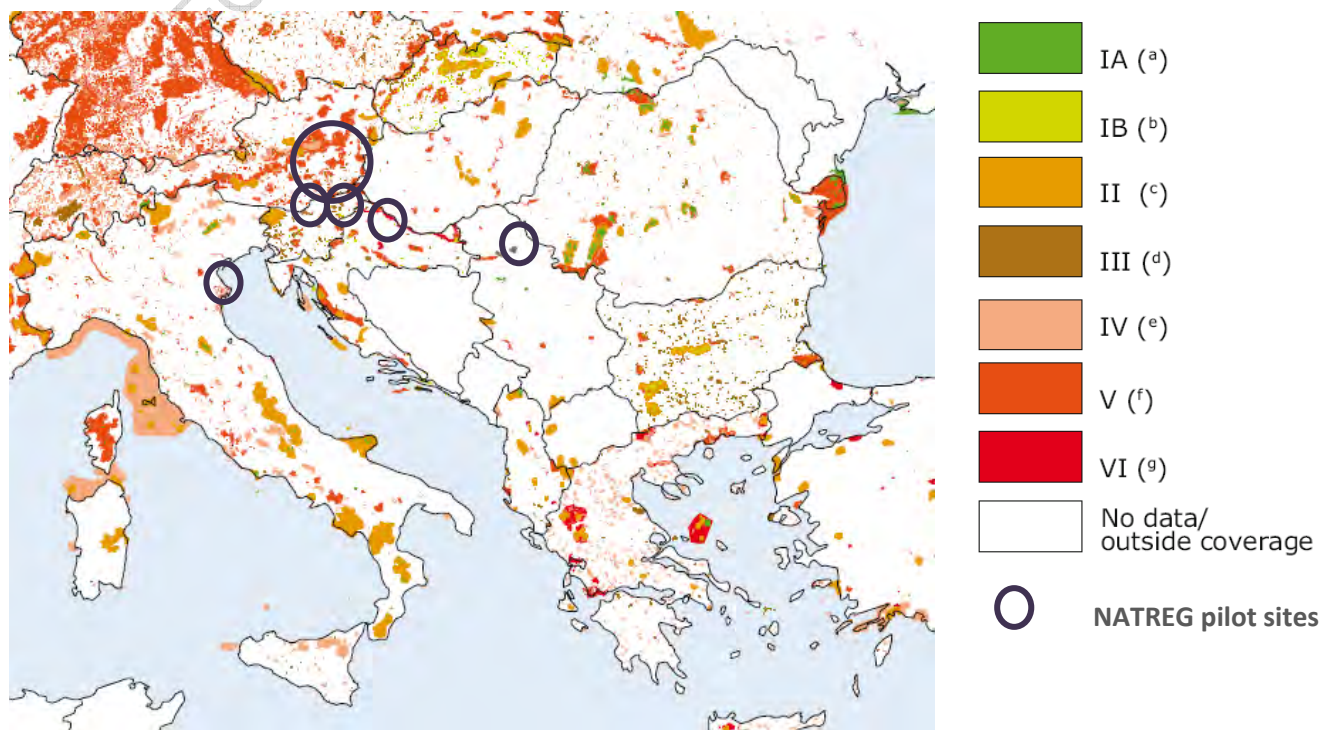 IA (ᵃ)
IB (ᵇ)
II (ᶜ)
III (ᵈ)
IV (ᵉ)
V (ᶠ)
VI (ᵍ)
No data/
outside coverage
NATREG pilot sites